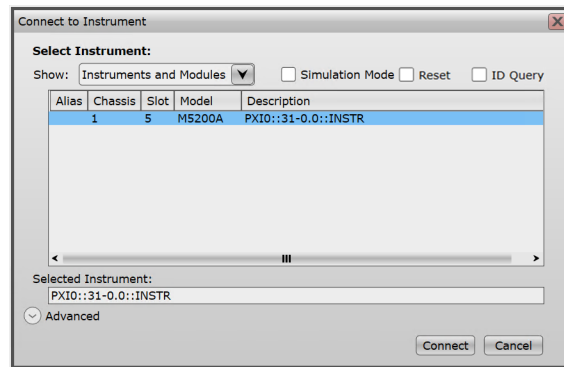 Connect to Instrument
Select Instrument:
Show: Instruments and Modules Simulation Mode Reset ID Query
Alias Chassis Slot Model Description
1 5 M5200A PXI0::31-0.0::INSTR
Selected Instrument:
PXI0::31-0.0::INSTR
Advanced
Connect Cancel